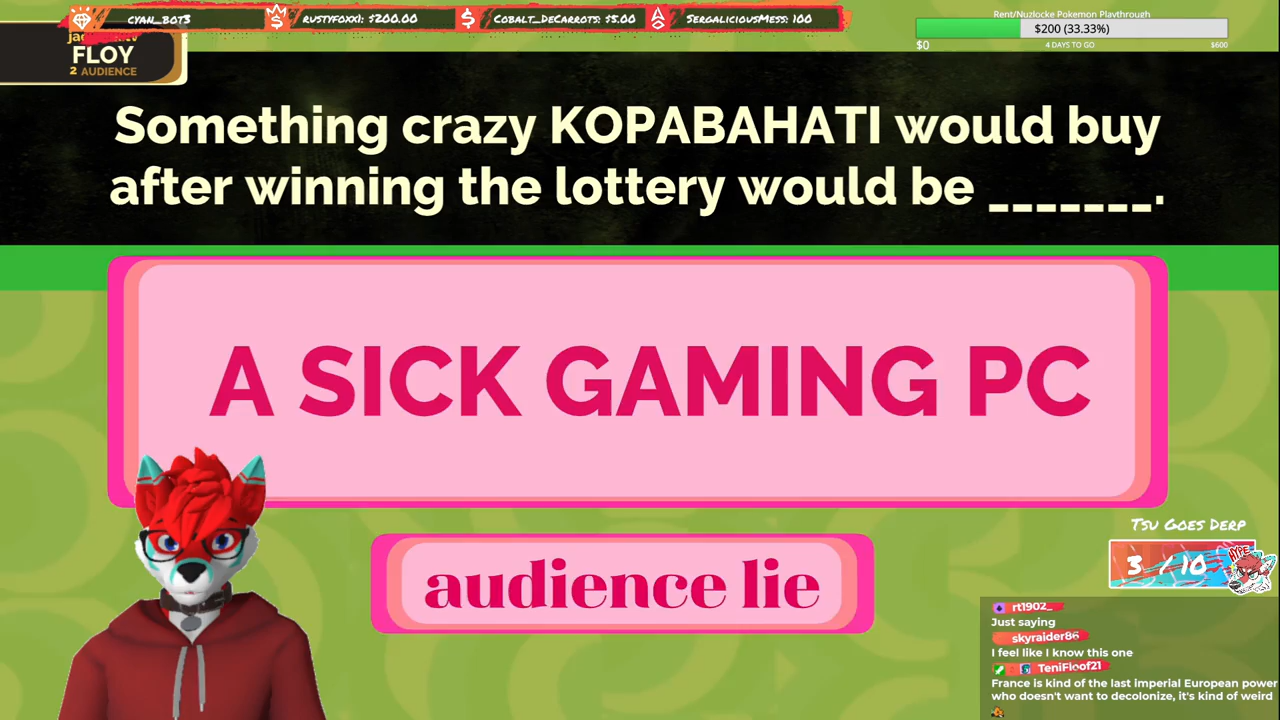 CYAN_BOT3 RUSTYFOXX1: $200.00 COBALT_DECARROTS: $5.00 SERGALICIOUSMESS: 100
Rent/Nuzlocke Pokemon Playthrough
$200 (33.33%)
$0 4 DAYS TO GO $600
FLOY
2 AUDIENCE
Something crazy KOPABAHATI would buy
after winning the lottery would be _______.
A SICK GAMING PC
audience lie
TSU GOES DERP
3 / 10
HYPE
rt1902_
Just saying
skyraider86
I feel like I know this one
TeniFloof21
France is kind of the last imperial European power
who doesn't want to decolonize, it's kind of weird